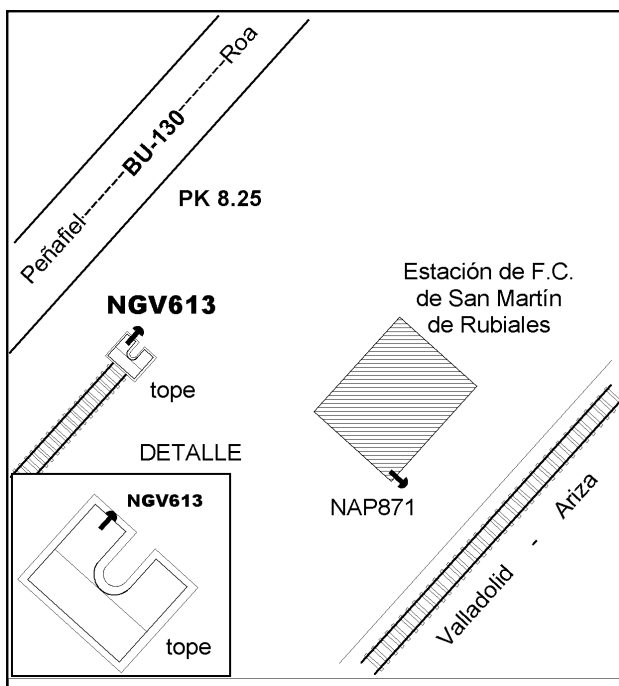 Roa
BU-130
Peñafiel
PK 8.25
NGV613
tope
Estación de F.C.
de San Martín
de Rubiales
NAP871
Valladolid - Ariza
DETALLE
NGV613
tope